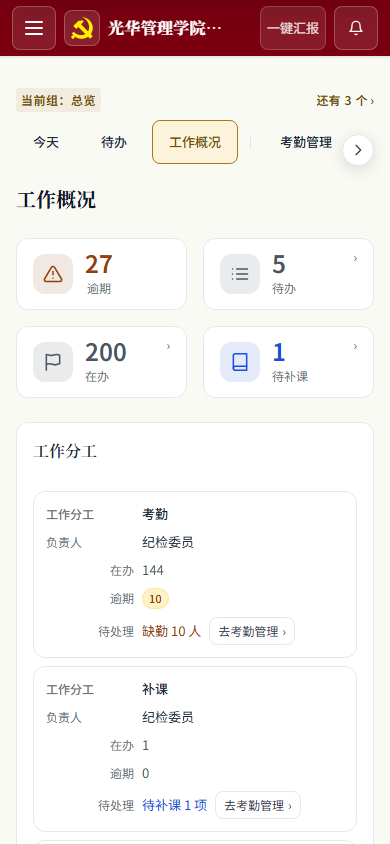 光华管理学院…
一键汇报
当前组：总览
还有 3 个 ›
今天
待办
工作概况
考勤管理
工作概况
27
逾期
5
待办
200
在办
1
待补课
工作分工
工作分工 考勤
负责人 纪检委员
在办 144
逾期 10
待处理 缺勤 10 人 去考勤管理 ›
工作分工 补课
负责人 纪检委员
在办 1
逾期 0
待处理 待补课 1 项 去考勤管理 ›